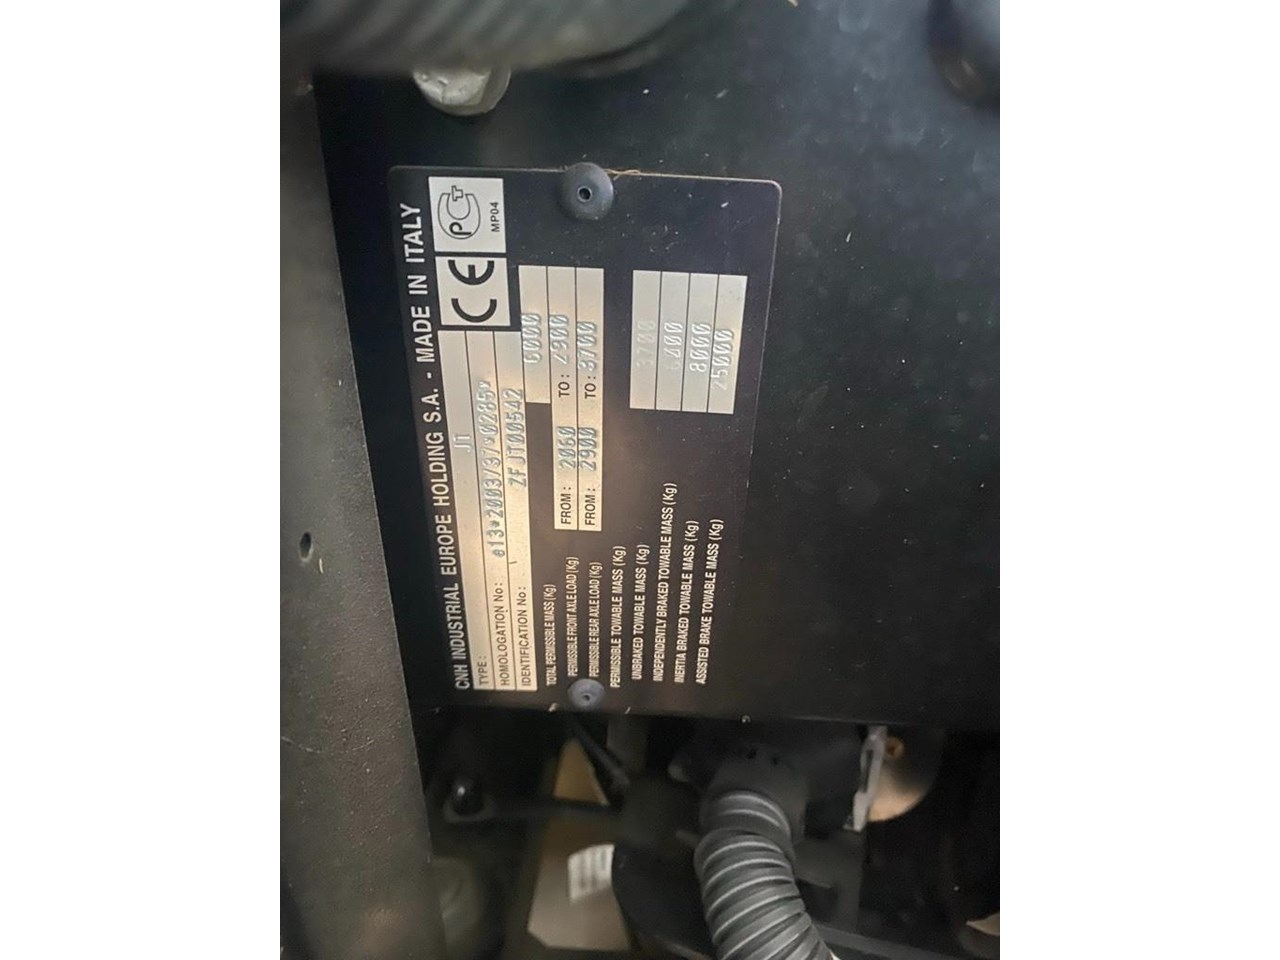 CNH INDUSTRIAL EUROPE HOLDING S.A. - MADE IN ITALY
TYPE: JT
HOMOLOGATION No: e13*2003/37*0285*
IDENTIFICATION No: ZFJT00542
CE
PC
MP04
TOTAL PERMISSIBLE MASS (Kg) 6000
PERMISSIBLE FRONT AXLE LOAD (Kg) FROM: 2060 TO: 2300
PERMISSIBLE REAR AXLE LOAD (Kg) FROM: 2900 TO: 3700
PERMISSIBLE TOWABLE MASS (Kg)
UNBRAKED TOWABLE MASS (Kg) 3700
INDEPENDENTLY BRAKED TOWABLE MASS (Kg)
INERTIA BRAKED TOWABLE MASS (Kg) 8000
ASSISTED BRAKE TOWABLE MASS (Kg) 25000